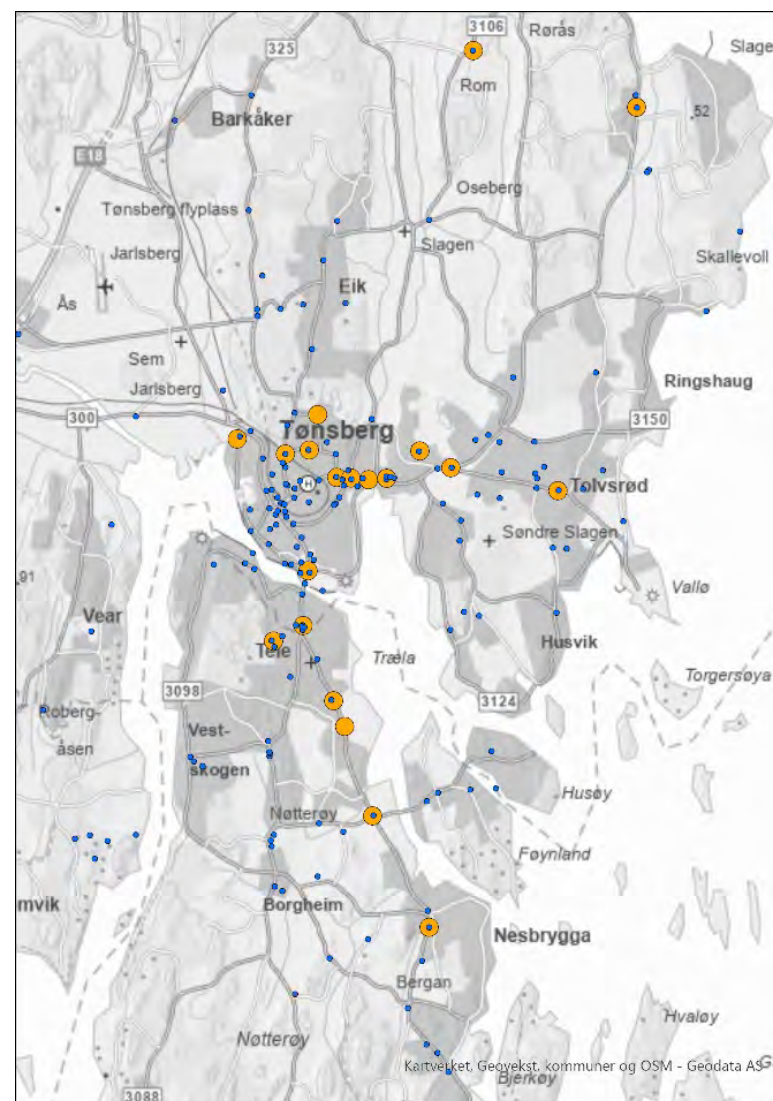 3106
Rørås
Slage
325
Rom
52
Barkåker
E18
Oseberg
Tønsberg flyplass
Slagen
Jarlsberg
Skallevoll
Eik
Ås
Sem
Jarlsberg
Ringshaug
300
3150
Tønsberg
H
Tolvsrød
Søndre Slagen
91
Vallø
Vear
Husvik
Teie
Træla
Torgersøya
3098
3124
Roberg-
åsen
Vest-
skogen
Husøy
Nøtterøy
Føynland
Borgheim
mvik
Nesbrygga
Bergan
Hvaløy
Nøtterøy
Kartverket, Geovekst, kommuner og OSM - Geodata AS
Bjerkøy
3088